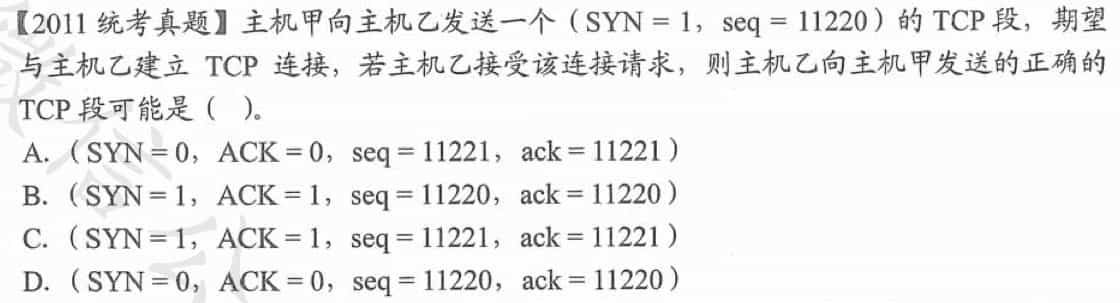 【2011 统考真题】主机甲向主机乙发送一个（SYN = 1，seq = 11220）的 TCP 段，期望
与主机乙建立 TCP 连接，若主机乙接受该连接请求，则主机乙向主机甲发送的正确的
TCP 段可能是（ ）。
A.（SYN = 0，ACK = 0，seq = 11221，ack = 11221）
B.（SYN = 1，ACK = 1，seq = 11220，ack = 11220）
C.（SYN = 1，ACK = 1，seq = 11221，ack = 11221）
D.（SYN = 0，ACK = 0，seq = 11220，ack = 11220）